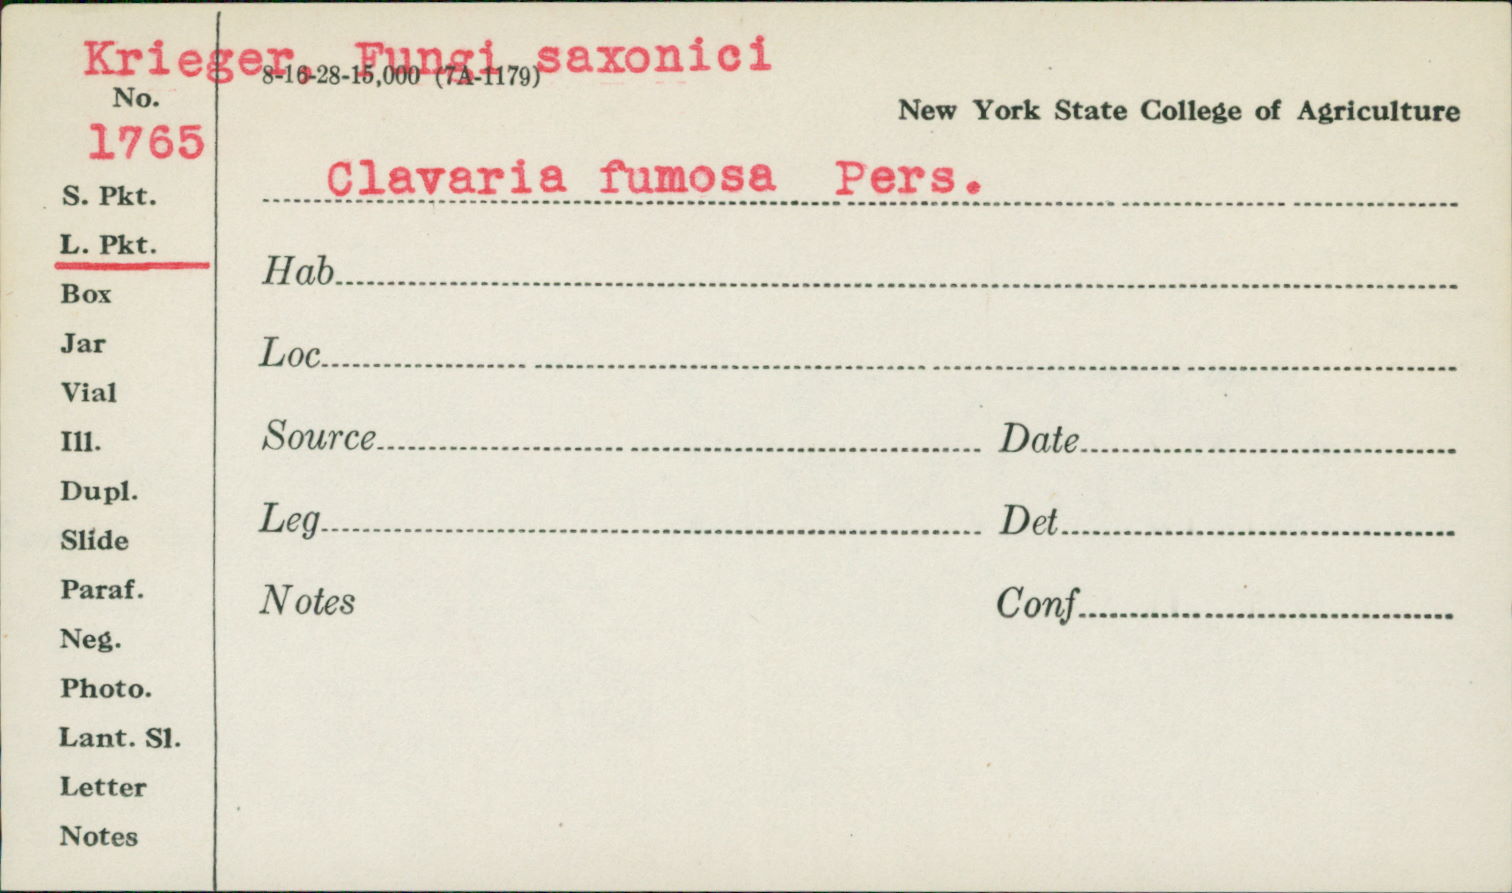 Krieger. Fungi saxonici
8-16-28-15,000 (7A-1179)
No.
New York State College of Agriculture
1765
Clavaria fumosa Pers.
S. Pkt.
L. Pkt.
Hab
Box
Jar
Loc
Vial
Ill.
Source Date
Dupl.
Leg Det
Slide
Paraf.
Notes Conf
Neg.
Photo.
Lant. Sl.
Letter
Notes